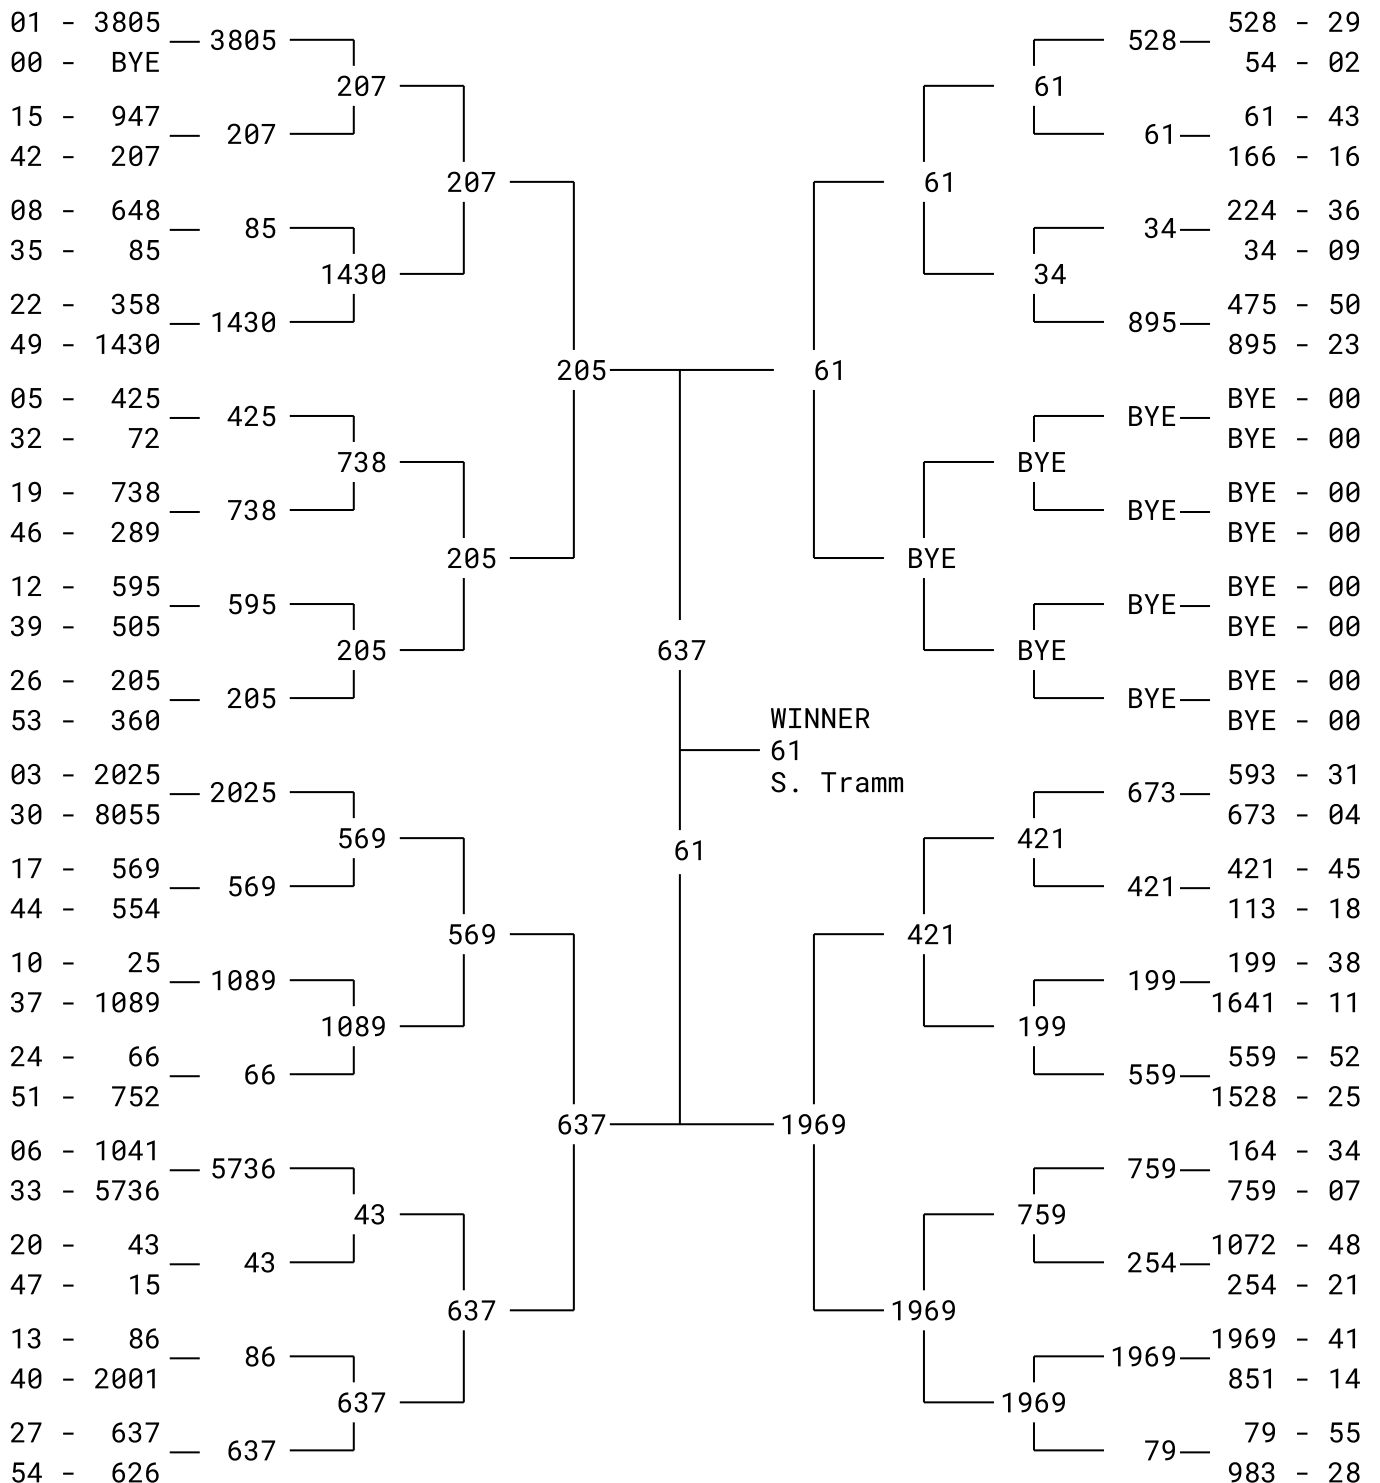 01 - 3805
00 - BYE
3805
15 - 947
42 - 207
207
207
08 - 648
35 - 85
85
22 - 358
49 - 1430
1430
1430
207
05 - 425
32 - 72
425
19 - 738
46 - 289
738
738
12 - 595
39 - 505
595
26 - 205
53 - 360
205
205
205
205
03 - 2025
30 - 8055
2025
17 - 569
44 - 554
569
569
10 - 25
37 - 1089
1089
24 - 66
51 - 752
66
1089
569
06 - 1041
33 - 5736
5736
20 - 43
47 - 15
43
43
13 - 86
40 - 2001
86
27 - 637
54 - 626
637
637
637
637
637
WINNER
61
S. Tramm
61
528 - 29
54 - 02
528
61 - 43
166 - 16
61
61
224 - 36
34 - 09
34
475 - 50
895 - 23
895
34
61
BYE - 00
BYE - 00
BYE
BYE - 00
BYE - 00
BYE
BYE
BYE - 00
BYE - 00
BYE
BYE - 00
BYE - 00
BYE
BYE
BYE
61
593 - 31
673 - 04
673
421 - 45
113 - 18
421
421
199 - 38
1641 - 11
199
559 - 52
1528 - 25
559
199
421
164 - 34
759 - 07
759
1072 - 48
254 - 21
254
759
1969 - 41
851 - 14
1969
79 - 55
983 - 28
79
1969
1969
1969